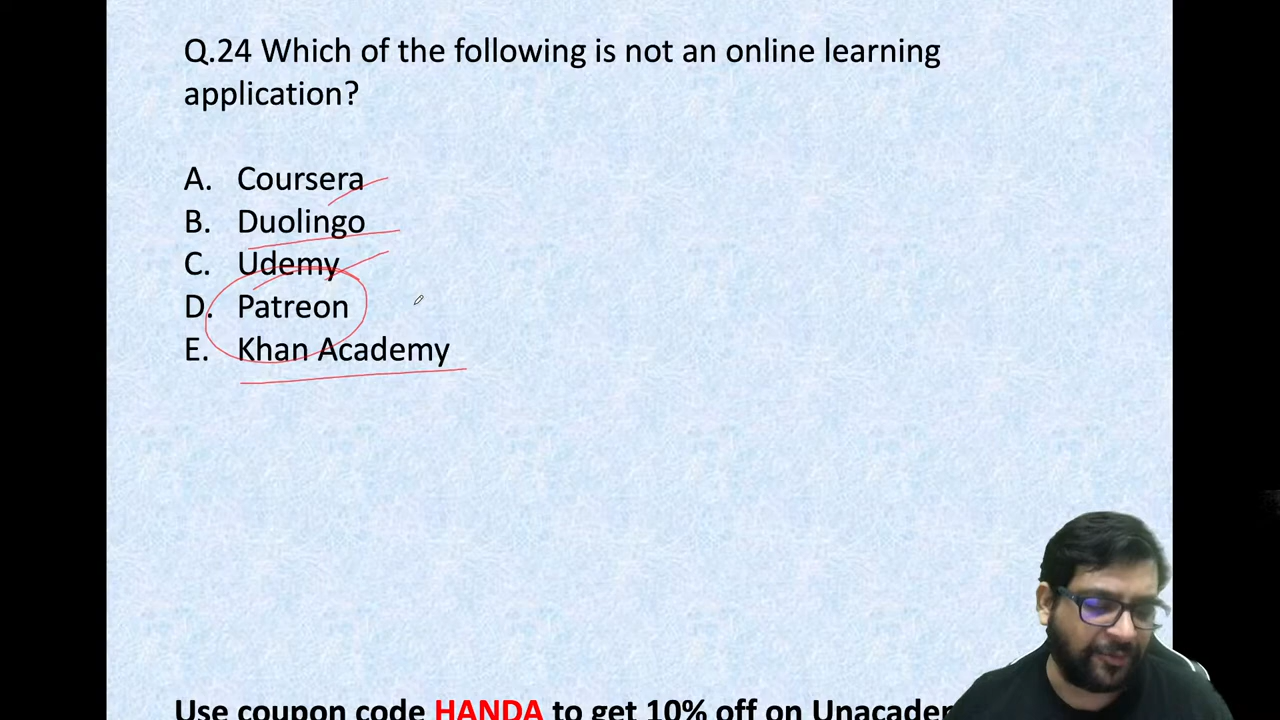 Q.24 Which of the following is not an online learning
application?
A. Coursera
B. Duolingo
C. Udemy
D. Patreon
E. Khan Academy
Use coupon code HANDA to get 10% off on